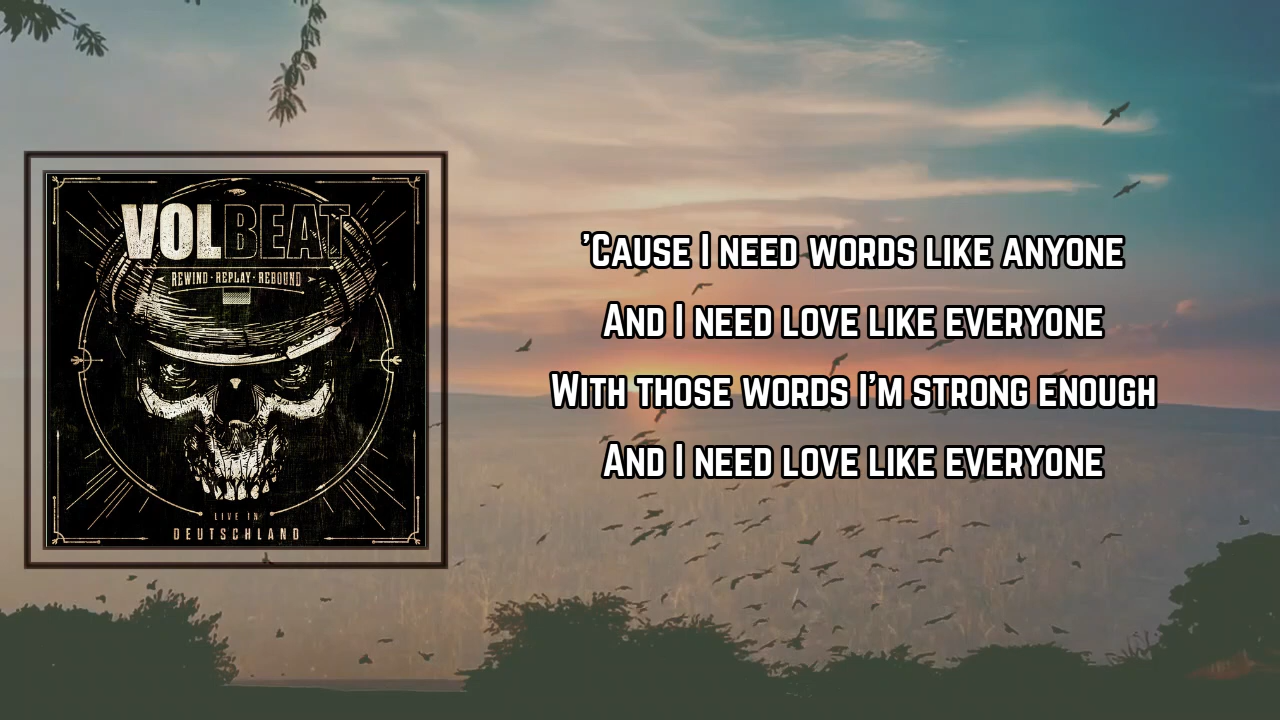 VOLBEAT
REWIND · REPLAY · REBOUND
LIVE IN
DEUTSCHLAND
'Cause I need words like anyone
And I need love like everyone
With those words I'm strong enough
And I need love like everyone